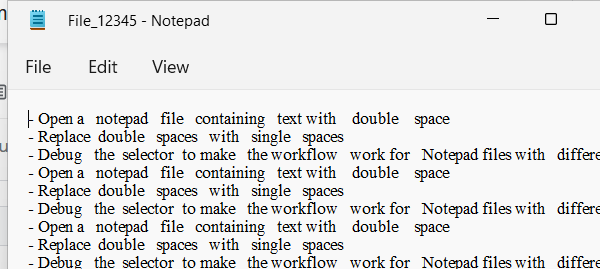 File_12345 - Notepad
File Edit View
- Open a notepad file containing text with double space
- Replace double spaces with single spaces
- Debug the selector to make the workflow work for Notepad files with differe
- Open a notepad file containing text with double space
- Replace double spaces with single spaces
- Debug the selector to make the workflow work for Notepad files with differe
- Open a notepad file containing text with double space
- Replace double spaces with single spaces
- Debug the selector to make the workflow work for Notepad files with differe